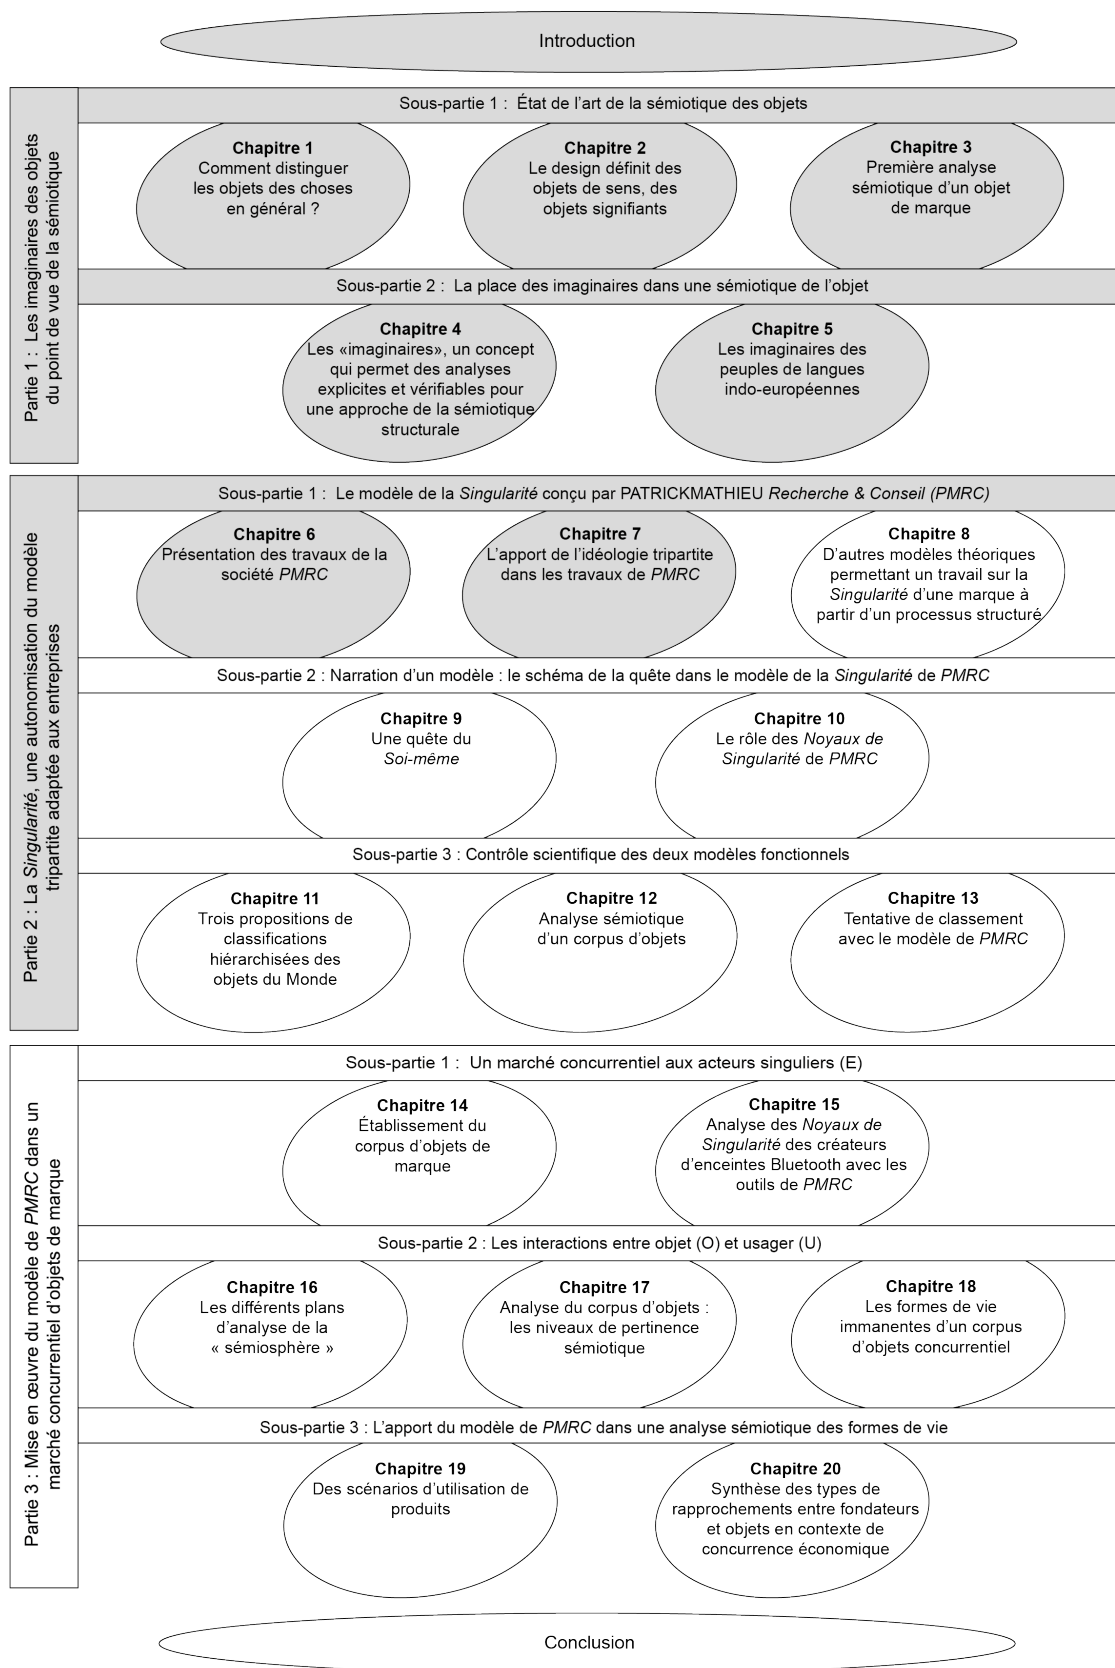 Introduction
Partie 1 : Les imaginaires des objets
du point de vue de la sémiotique
Sous-partie 1 : État de l'art de la sémiotique des objets
Chapitre 1
Comment distinguer
les objets des choses
en général ?
Chapitre 2
Le design définit des
objets de sens, des
objets signifiants
Chapitre 3
Première analyse
sémiotique d'un objet
de marque
Sous-partie 2 : La place des imaginaires dans une sémiotique de l'objet
Chapitre 4
Les «imaginaires», un concept
qui permet des analyses
explicites et vérifiables pour
une approche de la sémiotique
structurale
Chapitre 5
Les imaginaires des
peuples de langues
indo-européennes
Partie 2 : La Singularité, une autonomisation du modèle
tripartite adaptée aux entreprises
Sous-partie 1 : Le modèle de la Singularité conçu par PATRICKMATHIEU Recherche & Conseil (PMRC)
Chapitre 6
Présentation des travaux de la
société PMRC
Chapitre 7
L'apport de l'idéologie tripartite
dans les travaux de PMRC
Chapitre 8
D'autres modèles théoriques
permettant un travail sur la
Singularité d'une marque à
partir d'un processus structuré
Sous-partie 2 : Narration d'un modèle : le schéma de la quête dans le modèle de la Singularité de PMRC
Chapitre 9
Une quête du
Soi-même
Chapitre 10
Le rôle des Noyaux de
Singularité de PMRC
Sous-partie 3 : Contrôle scientifique des deux modèles fonctionnels
Chapitre 11
Trois propositions de
classifications
hiérarchisées des
objets du Monde
Chapitre 12
Analyse sémiotique
d'un corpus d'objets
Chapitre 13
Tentative de classement
avec le modèle de PMRC
Partie 3 : Mise en œuvre du modèle de PMRC dans un
marché concurrentiel d'objets de marque
Sous-partie 1 : Un marché concurrentiel aux acteurs singuliers (E)
Chapitre 14
Établissement du
corpus d'objets de
marque
Chapitre 15
Analyse des Noyaux de
Singularité des créateurs
d'enceintes Bluetooth avec les
outils de PMRC
Sous-partie 2 : Les interactions entre objet (O) et usager (U)
Chapitre 16
Les différents plans
d'analyse de la
« sémiosphère »
Chapitre 17
Analyse du corpus d'objets :
les niveaux de pertinence
sémiotique
Chapitre 18
Les formes de vie
immanentes d'un corpus
d'objets concurrentiel
Sous-partie 3 : L'apport du modèle de PMRC dans une analyse sémiotique des formes de vie
Chapitre 19
Des scénarios d'utilisation de
produits
Chapitre 20
Synthèse des types de
rapprochements entre fondateurs
et objets en contexte de
concurrence économique
Conclusion